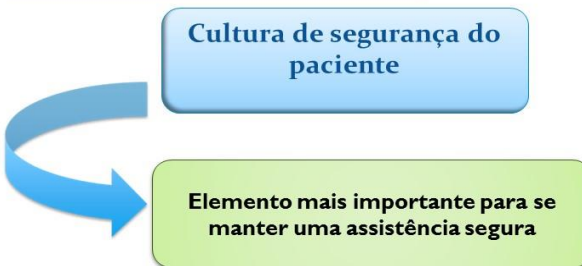 Cultura de segurança do
paciente
Elemento mais importante para se
manter uma assistência segura